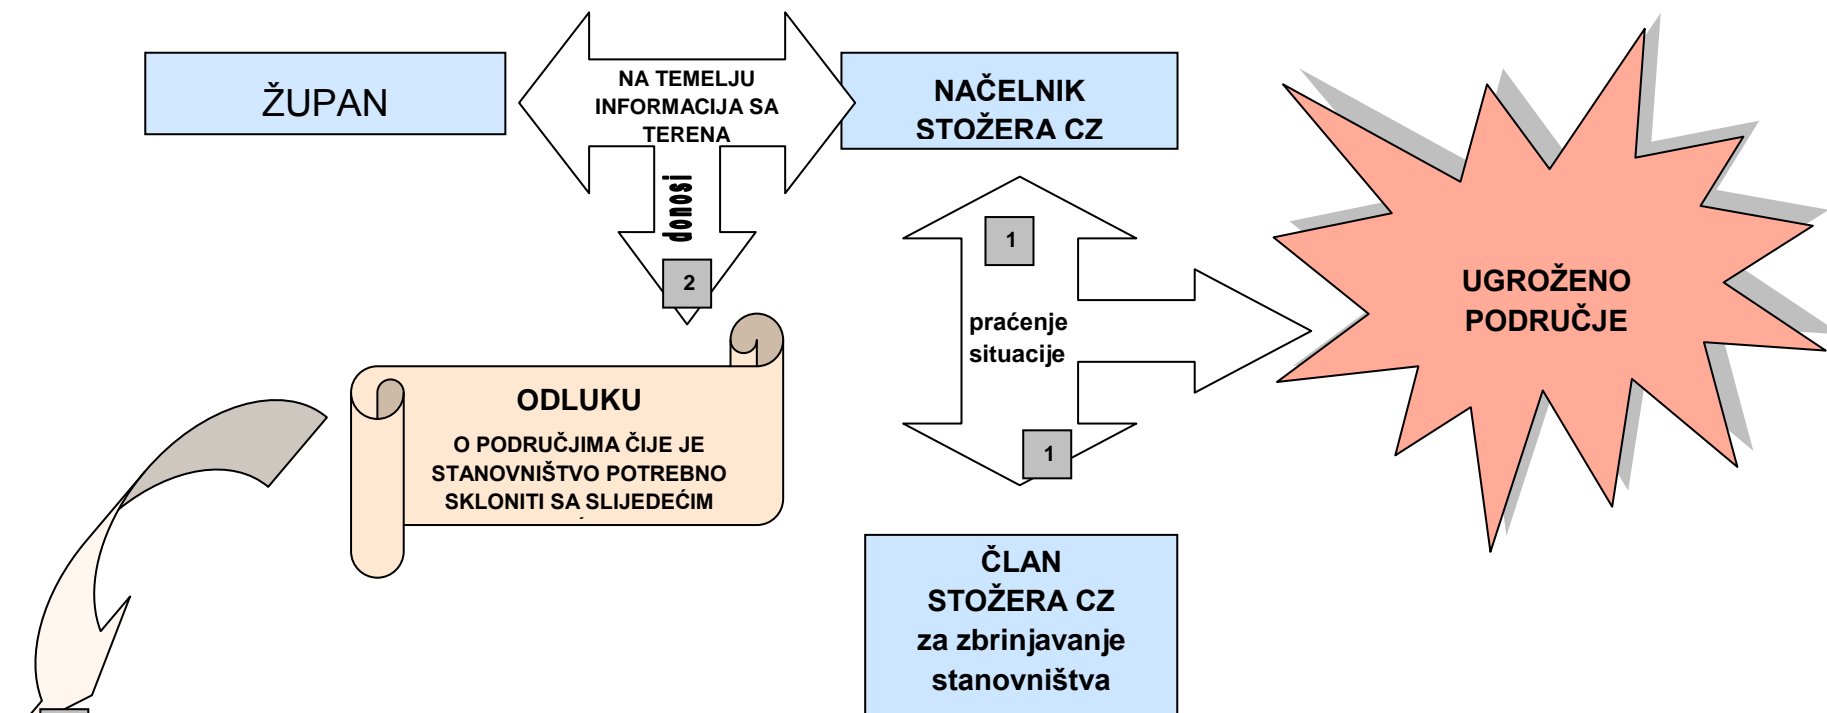 ŽUPAN
NA TEMELJU
INFORMACIJA SA
TERENA
NAČELNIK
STOŽERA CZ
donosi
2
1
praćenje
situacije
1
UGROŽENO
PODRUČJE
ODLUKU
O PODRUČJIMA ČIJE JE
STANOVNIŠTVO POTREBNO
SKLONITI SA SLIJEDEĆIM
ČLAN
STOŽERA CZ
za zbrinjavanje
stanovništva